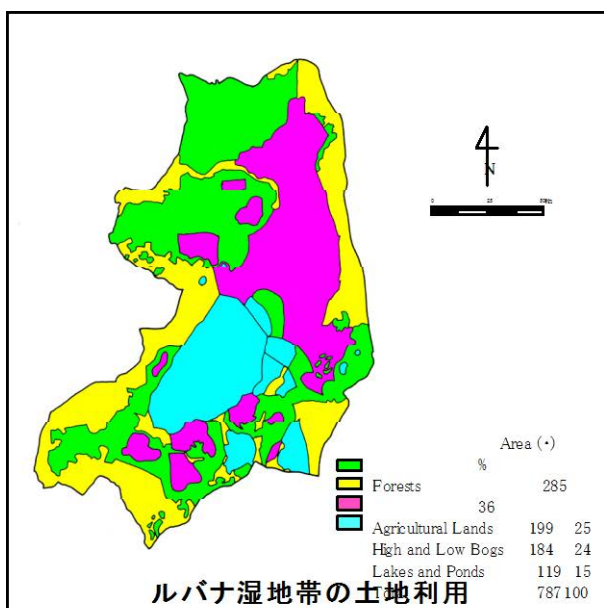 N
0
Area (・)
%
Forests 285
36
Agricultural Lands 199 25
High and Low Bogs 184 24
Lakes and Ponds 119 15
787 100
ルバナ湿地帯の土地利用